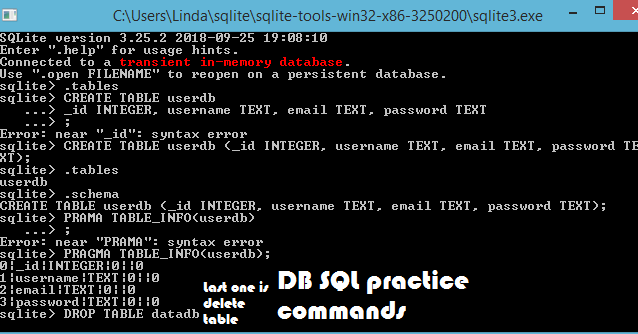 C:\Users\Linda\sqlite\sqlite-tools-win32-x86-3250200\sqlite3.exe
SQLite version 3.25.2 2018-09-25 19:08:10
Enter ".help" for usage hints.
Connected to a transient in-memory database.
Use ".open FILENAME" to reopen on a persistent database.
sqlite> .tables
sqlite> CREATE TABLE userdb
   ...> _id INTEGER, username TEXT, email TEXT, password TEXT
   ...> ;
Error: near "_id": syntax error
sqlite> CREATE TABLE userdb (_id INTEGER, username TEXT, email TEXT, password TE
XT);
sqlite> .tables
userdb
sqlite> .schema
CREATE TABLE userdb (_id INTEGER, username TEXT, email TEXT, password TEXT);
sqlite> PRAMA TABLE_INFO(userdb)
   ...> ;
Error: near "PRAMA": syntax error
sqlite> PRAGMA TABLE_INFO(userdb);
0|_id|INTEGER|0||0
1|username|TEXT|0||0
2|email|TEXT|0||0
3|password|TEXT|0||0
sqlite> DROP TABLE datadb
Last one is
delete
table
DB SQL practice
commands